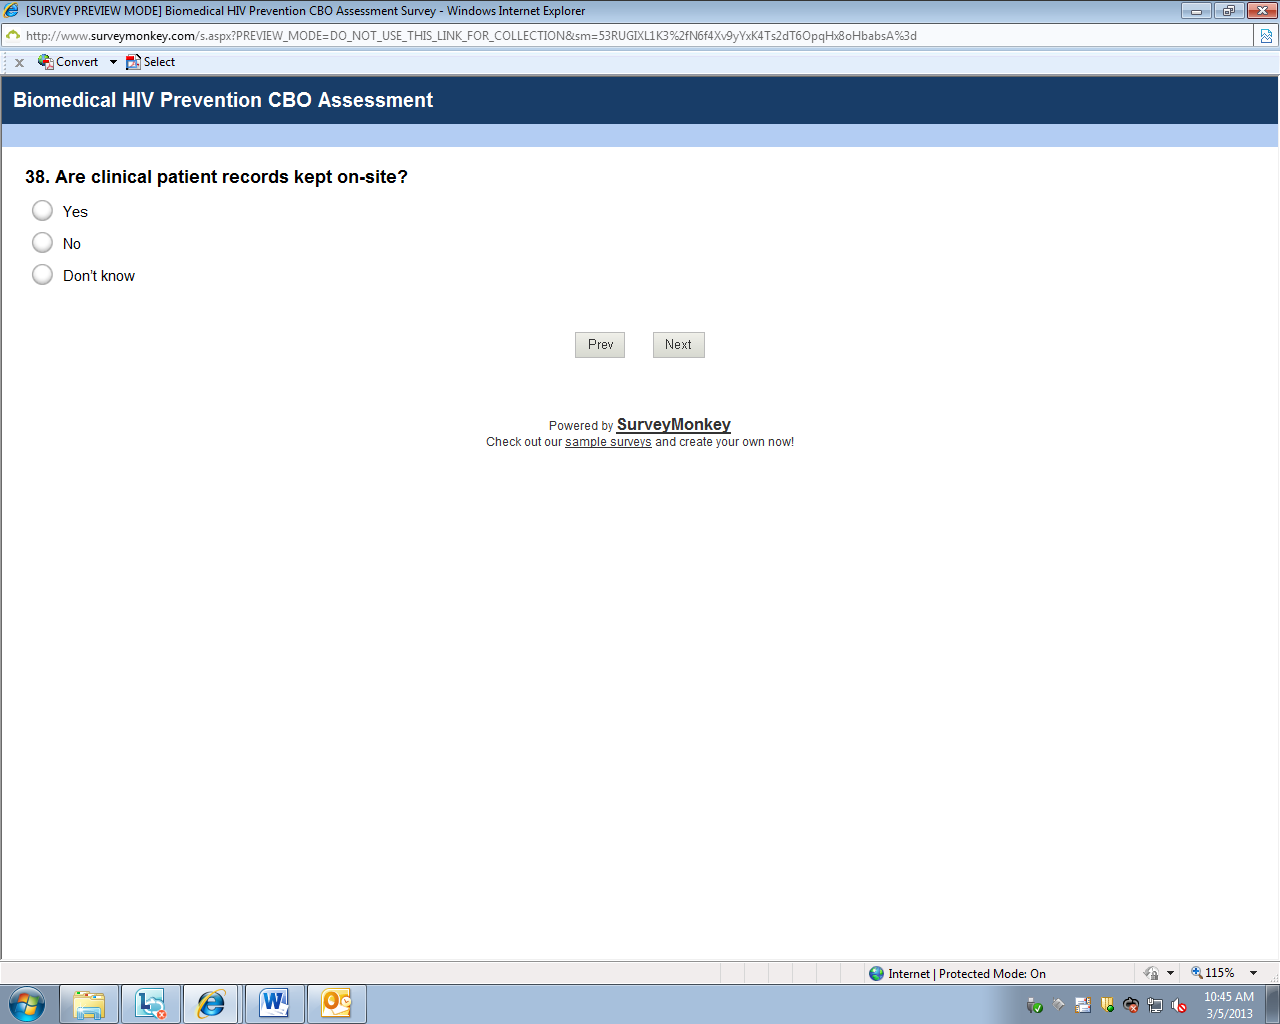 [SURVEY PREVIEW MODE] Biomedical HIV Prevention CBO Assessment Survey - Windows Internet Explorer
http://www.surveymonkey.com/s.aspx?PREVIEW_MODE=DO_NOT_USE_THIS_LINK_FOR_COLLECTION&sm=53RUGIXL1K3%2fN6f4Xv9yYxK4Ts2dT6OpqHx8oHbabsA%3d
x Convert Select
Biomedical HIV Prevention CBO Assessment
38. Are clinical patient records kept on-site?
Yes
No
Don't know
Prev Next
Powered by SurveyMonkey
Check out our sample surveys and create your own now!
Internet | Protected Mode: On 115%
10:45 AM
3/5/2013